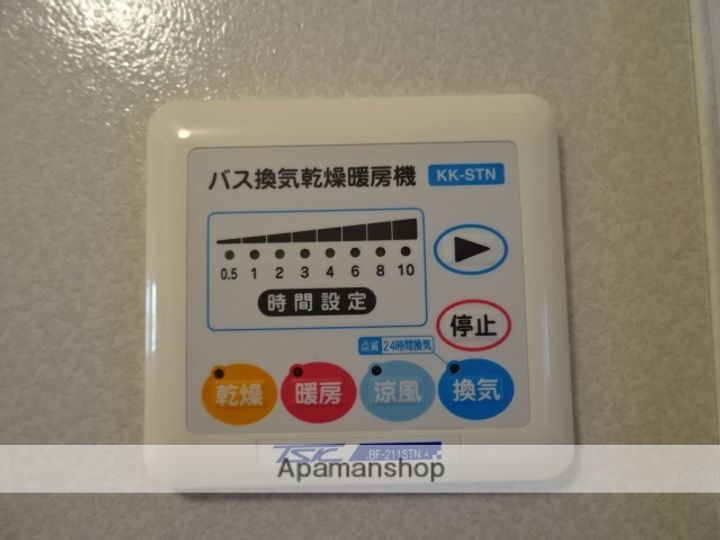 バス換気乾燥暖房機 KK-STN
0.5 1 2 3 4 6 8 10
時間設定
停止
点滅 24時間換気
乾燥 暖房 涼風 換気
TSK BF-211STN A
Apamanshop